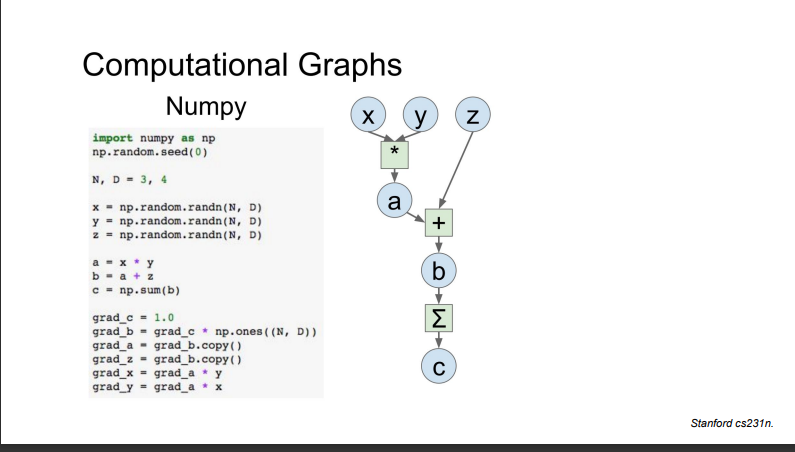 Computational Graphs
Numpy
import numpy as np
np.random.seed(0)
N, D = 3, 4
x = np.random.randn(N, D)
y = np.random.randn(N, D)
z = np.random.randn(N, D)
a = x * y
b = a + z
c = np.sum(b)
grad_c = 1.0
grad_b = grad_c * np.ones((N, D))
grad_a = grad_b.copy()
grad_z = grad_b.copy()
grad_x = grad_a * y
grad_y = grad_a * x
x y z
*
a
+
b
Σ
c
Stanford cs231n.